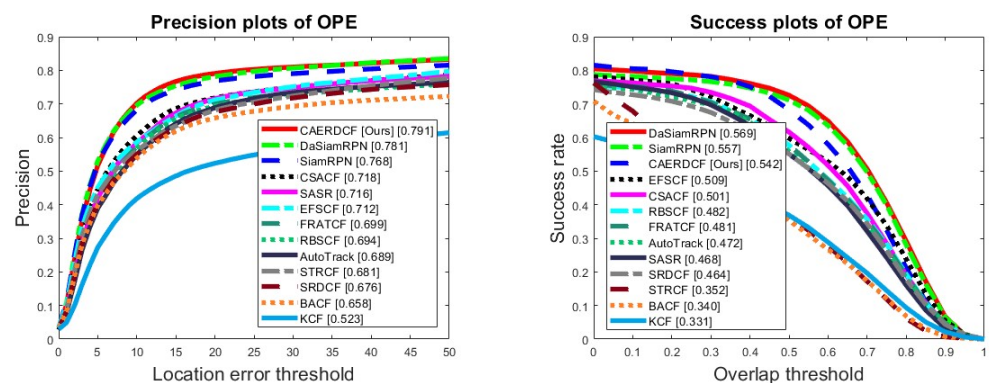 Precision plots of OPE
0.9
0.8
0.7
0.6
0.5
0.4
0.3
0.2
0.1
0
Precision
CAERDCF [Ours] [0.791]
DaSiamRPN [0.781]
SiamRPN [0.768]
CSACF [0.718]
SASR [0.716]
EFSCF [0.712]
FRATCF [0.699]
RBSCF [0.694]
AutoTrack [0.689]
STRCF [0.681]
SRDCF [0.676]
BACF [0.658]
KCF [0.523]
0 5 10 15 20 25 30 35 40 45 50
Location error threshold
Success plots of OPE
0.9
0.8
0.7
0.6
0.5
0.4
0.3
0.2
0.1
0
Success rate
DaSiamRPN [0.569]
SiamRPN [0.557]
CAERDCF [Ours] [0.542]
EFSCF [0.509]
CSACF [0.501]
RBSCF [0.482]
FRATCF [0.481]
AutoTrack [0.472]
SASR [0.468]
SRDCF [0.464]
STRCF [0.352]
BACF [0.340]
KCF [0.331]
0 0.1 0.2 0.3 0.4 0.5 0.6 0.7 0.8 0.9 1
Overlap threshold